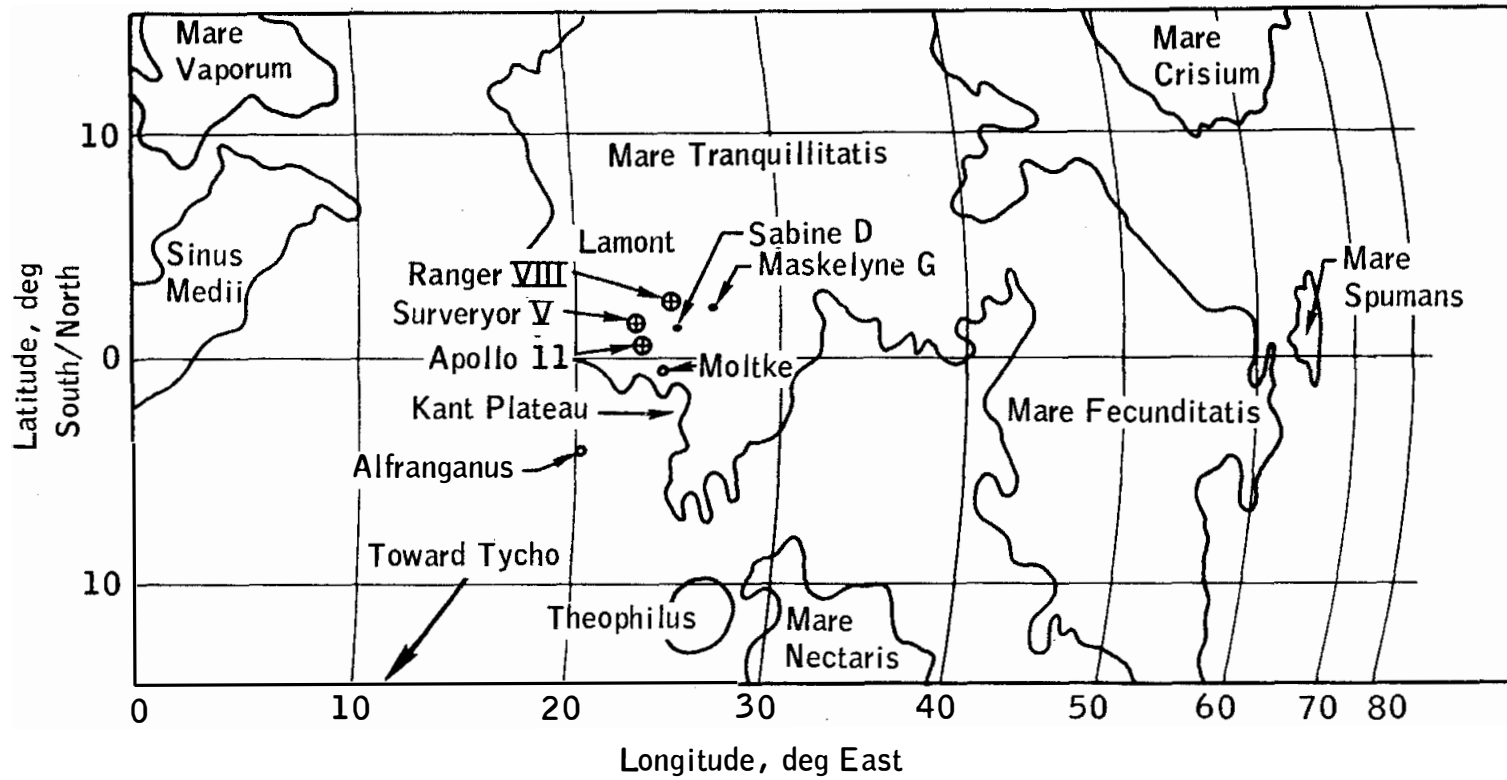 Mare
Vaporum
Mare
Crisium
10
Mare Tranquillitatis
Sinus
Medii
Lamont
Sabine D
Ranger VIII
Maskelyne G
Surveryor V
Mare
Spumans
Apollo 11
0
Moltke
Kant Plateau
Mare Fecunditatis
Alfranganus
Toward Tycho
10
Theophilus
Mare
Nectaris
0 10 20 30 40 50 60 70 80
Longitude, deg East
Latitude, deg
South/North